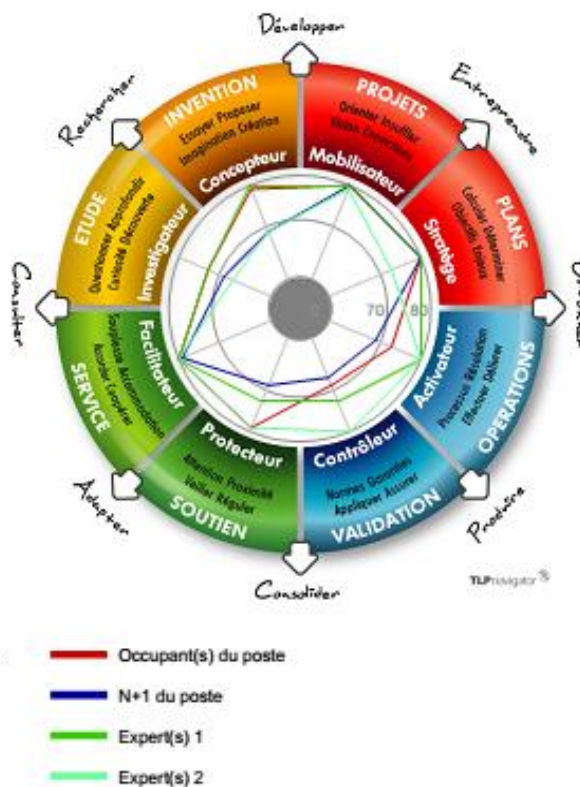 Développer
Rechercher
Entreprendre
INVENTION
Essayer Proposer
Imagination Création
Concepteur
PROJETS
Orienter Insuffler
Vision Convictions
Mobilisateur
ETUDE
Questionner Approfondir
Curiosité Découverte
Investigateur
PLANS
Calculer Déterminer
Objectifs Enjeux
Stratège
Consulter
70
80
SERVICE
Souplesse Accommodation
Accorder Coopérer
Facilitateur
OPERATIONS
Processus Résolution
Effectuer Délivrer
Activateur
SOUTIEN
Attention Proximité
Veiller Réguler
Protecteur
VALIDATION
Normes Garanties
Appliquer Assurer
Contrôleur
Adapter
Produire
Consolider
TLPnavigator ®
Occupant(s) du poste
N+1 du poste
Expert(s) 1
Expert(s) 2